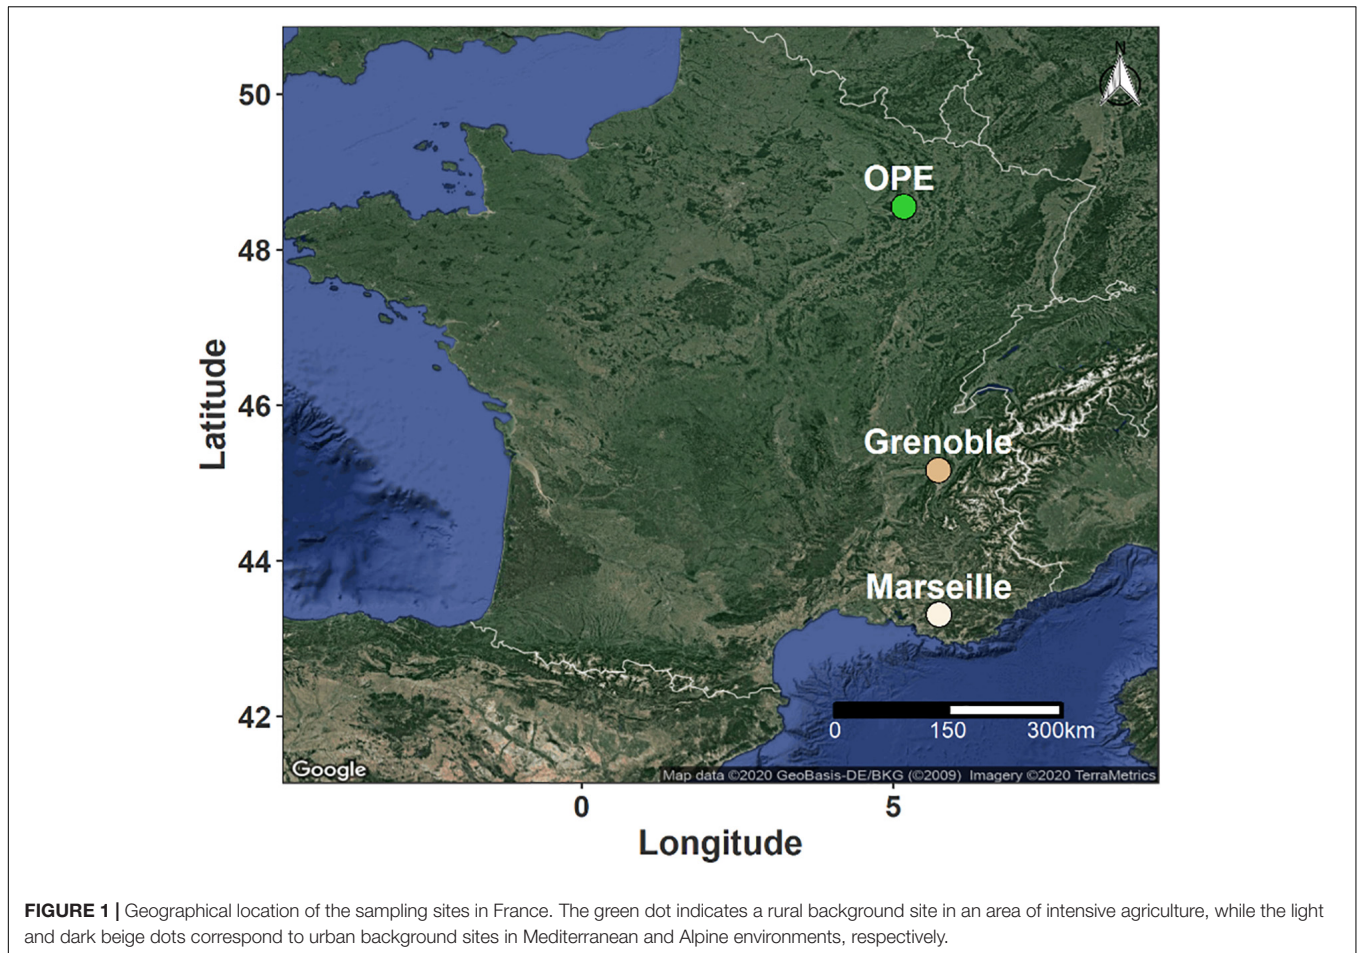 N
50
OPE
48
Latitude
46
Grenoble
44
Marseille
42
0 150 300km
Google
Map data ©2020 GeoBasis-DE/BKG (©2009) Imagery ©2020 TerraMetrics
0 5
Longitude
FIGURE 1 | Geographical location of the sampling sites in France. The green dot indicates a rural background site in an area of intensive agriculture, while the light
and dark beige dots correspond to urban background sites in Mediterranean and Alpine environments, respectively.